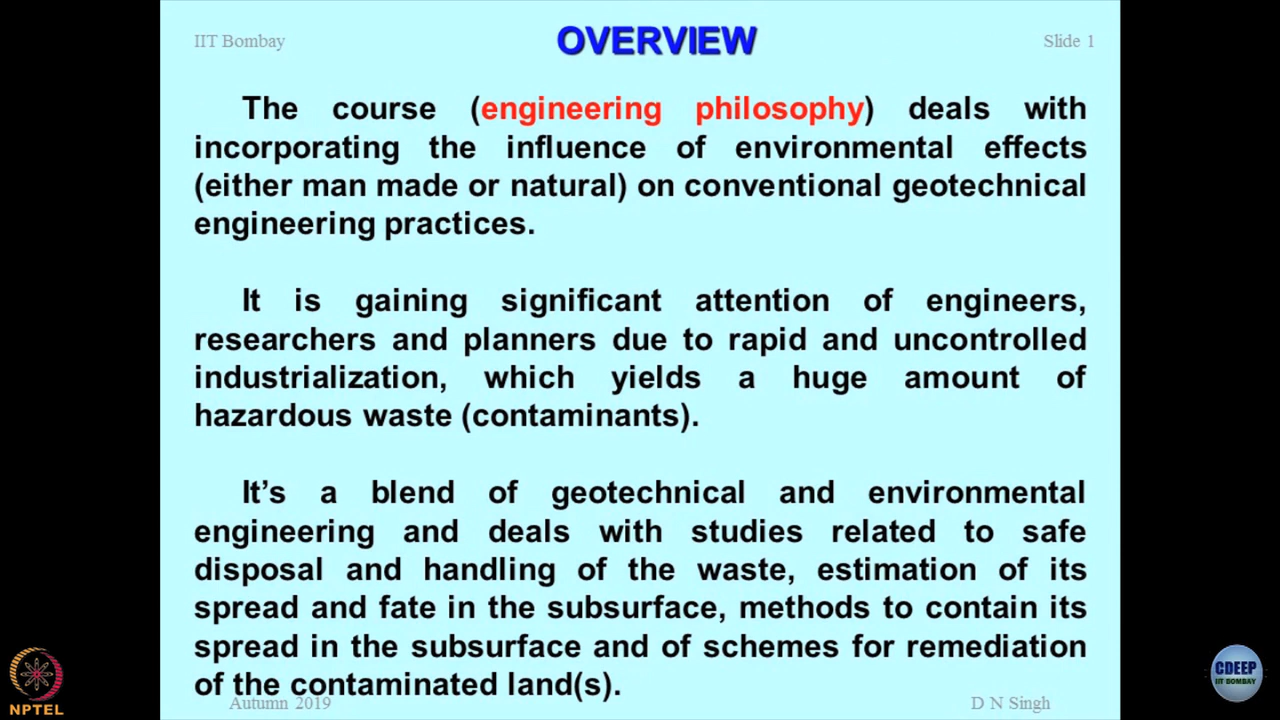 IIT Bombay
OVERVIEW
Slide 1
The course (engineering philosophy) deals with
incorporating the influence of environmental effects
(either man made or natural) on conventional geotechnical
engineering practices.
It is gaining significant attention of engineers,
researchers and planners due to rapid and uncontrolled
industrialization, which yields a huge amount of
hazardous waste (contaminants).
It’s a blend of geotechnical and environmental
engineering and deals with studies related to safe
disposal and handling of the waste, estimation of its
spread and fate in the subsurface, methods to contain its
spread in the subsurface and of schemes for remediation
of the contaminated land(s).
Autumn 2019
D N Singh
NPTEL
CDEEP
IIT BOMBAY